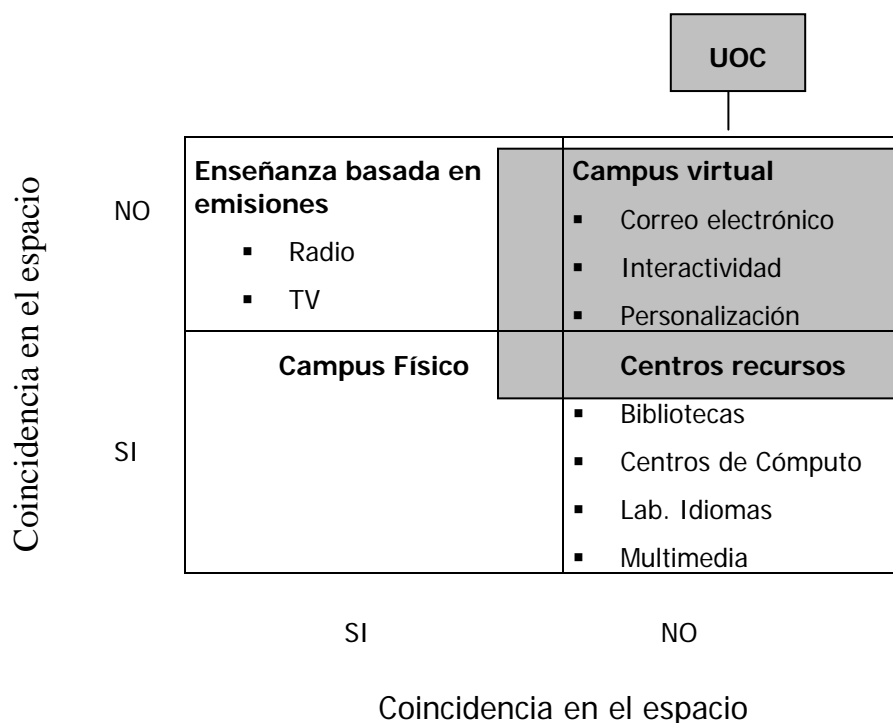 UOC
Enseñanza basada en
emisiones
▪ Radio
▪ TV
Campus virtual
▪ Correo electrónico
▪ Interactividad
▪ Personalización
NO
Campus Físico
Centros recursos
▪ Bibliotecas
▪ Centros de Cómputo
▪ Lab. Idiomas
▪ Multimedia
SI
Coincidencia en el espacio
SI
NO
Coincidencia en el espacio